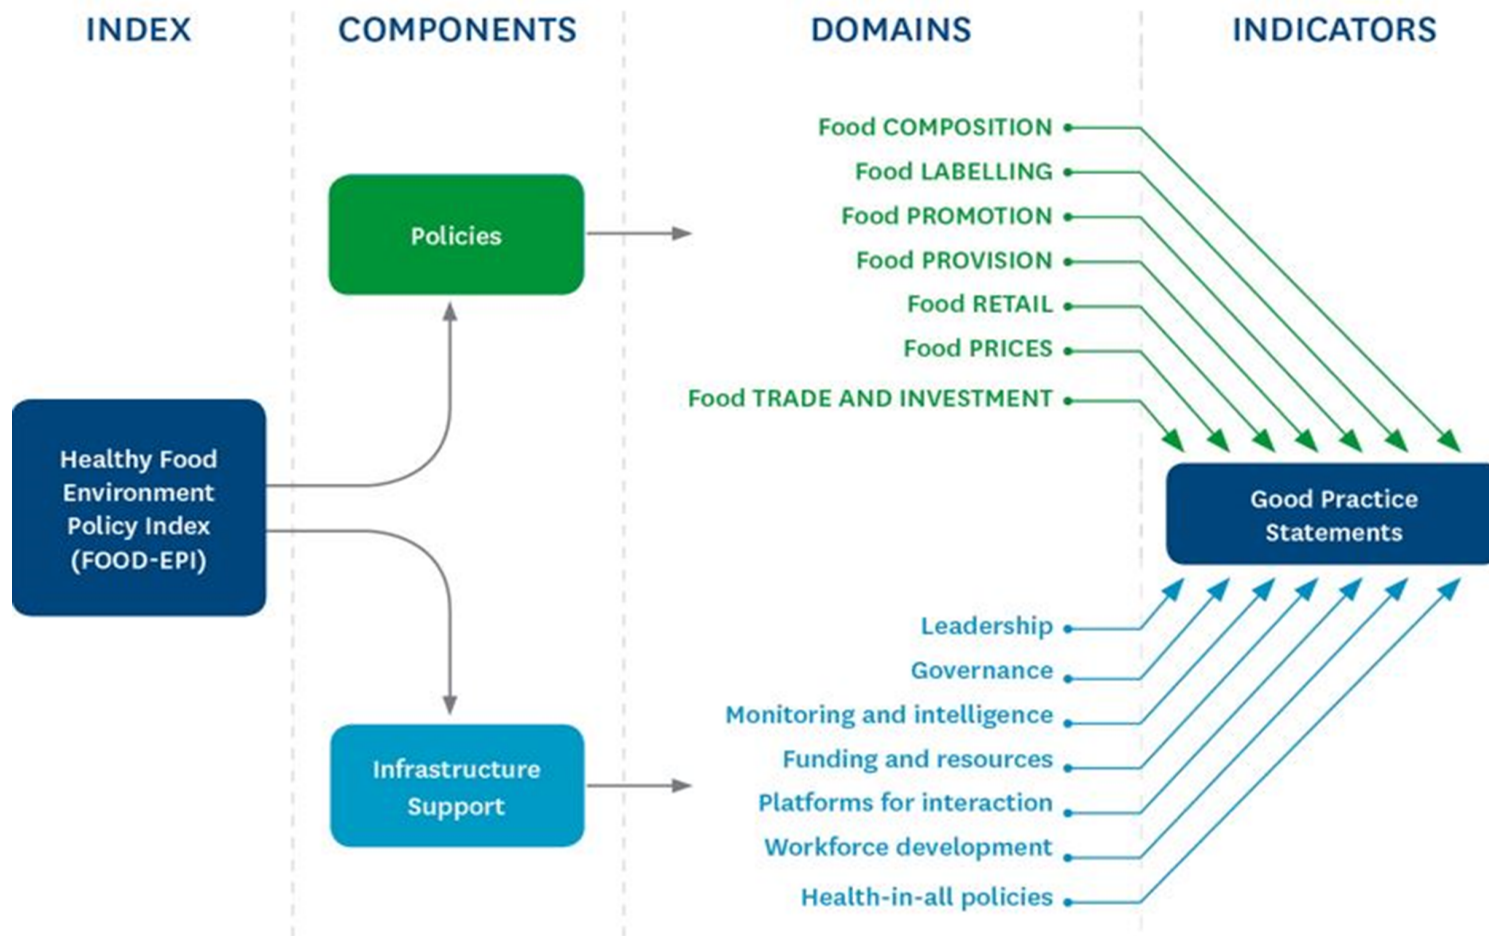 INDEX
COMPONENTS
DOMAINS
INDICATORS
Healthy Food
Environment
Policy Index
(FOOD-EPI)
Policies
Infrastructure
Support
Food COMPOSITION
Food LABELLING
Food PROMOTION
Food PROVISION
Food RETAIL
Food PRICES
Food TRADE AND INVESTMENT
Leadership
Governance
Monitoring and intelligence
Funding and resources
Platforms for interaction
Workforce development
Health-in-all policies
Good Practice
Statements